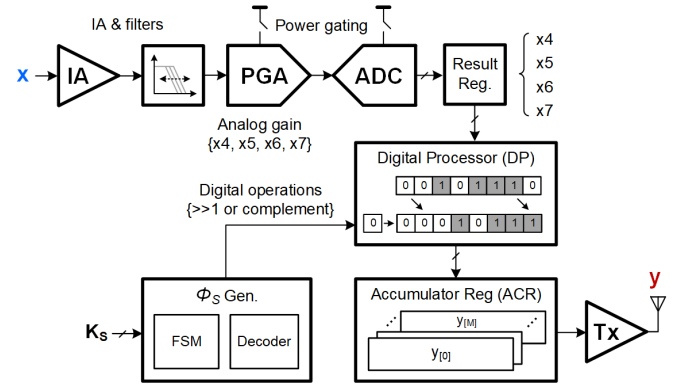 IA & filters
Power gating
x
IA
PGA
ADC
Result
Reg.
x4
x5
x6
x7
Analog gain
{x4, x5, x6, x7}
Digital Processor (DP)
0 0 1 0 1 1 1 0
0 0 0 0 1 0 1 1 1
Digital operations
{>>1 or complement}
ΦS Gen.
FSM
Decoder
KS
Accumulator Reg (ACR)
y[M]
y[0]
Tx
y